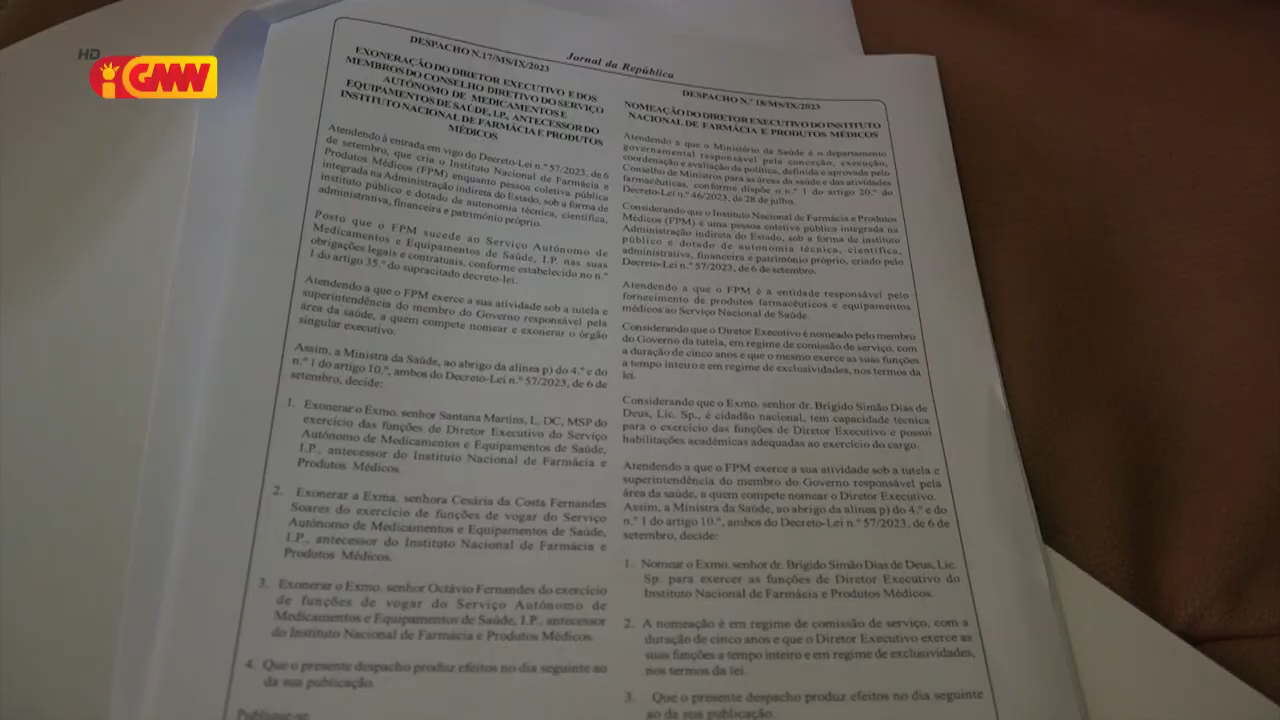 HD
GMW
Jornal da República
DESPACHO N.17/MS/IX/2023
EXONERAÇÃO DO DIRETOR EXECUTIVO E DOS
MEMBROS DO CONSELHO DIRETIVO DO SERVIÇO
AUTÓNOMO DE MEDICAMENTOS E
EQUIPAMENTOS DE SAÚDE, I.P., ANTECESSOR DO
INSTITUTO NACIONAL DE FARMÁCIA E PRODUTOS
MÉDICOS
Atendendo à entrada em vigo do Decreto-Lei n.º 57/2023, de 6
de setembro, que cria o Instituto Nacional de Farmácia e
Produtos Médicos (FPM) enquanto pessoa coletiva pública
integrada na Administração indireta do Estado, sob a forma de
instituto público e dotado de autonomia técnica, científica,
administrativa, financeira e património próprio.
Posto que o FPM sucede ao Serviço Autónomo de
Medicamentos e Equipamentos de Saúde, I.P. nas suas
obrigações legais e contratuais, conforme estabelecido no n.º
1 do artigo 35.º do supracitado decreto-lei.
Atendendo a que o FPM exerce a sua atividade sob a tutela e
superintendência do membro do Governo responsável pela
área da saúde, a quem compete nomear e exonerar o órgão
singular executivo.
Assim, a Ministra da Saúde, ao abrigo da alínea p) do 4.º e do
n.º 1 do artigo 10.º, ambos do Decreto-Lei n.º 57/2023, de 6 de
setembro, decide:
1. Exonerar o Exmo. senhor Santana Martins, L. DC, MSP do
exercício das funções de Diretor Executivo do Serviço
Autónomo de Medicamentos e Equipamentos de Saúde,
I.P., antecessor do Instituto Nacional de Farmácia e
Produtos Médicos.
2. Exonerar a Exma. senhora Cesária da Costa Fernandes
Soares do exercício de funções de vogar do Serviço
Autónomo de Medicamentos e Equipamentos de Saúde,
I.P., antecessor do Instituto Nacional de Farmácia e
Produtos Médicos.
3. Exonerar o Exmo. senhor Octávio Fernandes do exercício
de funções de vogar do Serviço Autónomo de
Medicamentos e Equipamentos de Saúde, I.P., antecessor
do Instituto Nacional de Farmácia e Produtos Médicos.
4. Que o presente despacho produz efeitos no dia seguinte ao
da sua publicação.
Publique-se
DESPACHO N.º 18/MS/IX/2023
NOMEAÇÃO DO DIRETOR EXECUTIVO DO INSTITUTO
NACIONAL DE FARMÁCIA E PRODUTOS MÉDICOS
Atendendo a que o Ministério da Saúde é o departamento
governamental responsável pela conceção, execução,
coordenação e avaliação da política, definida e aprovada pelo
Conselho de Ministros para as áreas da saúde e das atividades
farmacêuticas, conforme dispõe o n.º 1 do artigo 20.º do
Decreto-Lei n.º 46/2023, de 28 de julho.
Considerando que o Instituto Nacional de Farmácia e Produtos
Médicos (FPM) é uma pessoa coletiva pública integrada na
Administração indireta do Estado, sob a forma de instituto
público e dotado de autonomia técnica, científica,
administrativa, financeira e património próprio, criado pelo
Decreto-Lei n.º 57/2023, de 6 de setembro.
Atendendo a que o FPM é a entidade responsável pelo
fornecimento de produtos farmacêuticos e equipamentos
médicos ao Serviço Nacional de Saúde.
Considerando que o Diretor Executivo é nomeado pelo membro
do Governo da tutela, em regime de comissão de serviço, com
a duração de cinco anos e que o mesmo exerce as suas funções
a tempo inteiro e em regime de exclusividades, nos termos da
lei.
Considerando que o Exmo. senhor dr. Brígido Simão Dias de
Deus, Lic. Sp., é cidadão nacional, tem capacidade técnica
para o exercício das funções de Diretor Executivo e possui
habilitações académicas adequadas ao exercício do cargo.
Atendendo a que o FPM exerce a sua atividade sob a tutela e
superintendência do membro do Governo responsável pela
área da saúde, a quem compete nomear o Diretor Executivo.
Assim, a Ministra da Saúde, ao abrigo da alínea p) do 4.º e do
n.º 1 do artigo 10.º, ambos do Decreto-Lei n.º 57/2023, de 6 de
setembro, decide:
1. Nomear o Exmo. senhor dr. Brígido Simão Dias de Deus, Lic.
Sp. para exercer as funções de Diretor Executivo do
Instituto Nacional de Farmácia e Produtos Médicos.
2. A nomeação é em regime de comissão de serviço, com a
duração de cinco anos e que o Diretor Executivo exerce as
suas funções a tempo inteiro e em regime de exclusividades,
nos termos da lei.
3. Que o presente despacho produz efeitos no dia seguinte
ao da sua publicação